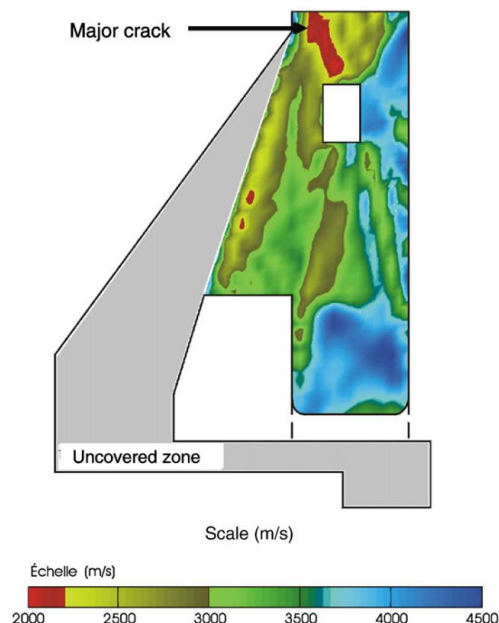 Major crack
Uncovered zone
Scale (m/s)
Échelle (m/s)
2000 2500 3000 3500 4000 4500